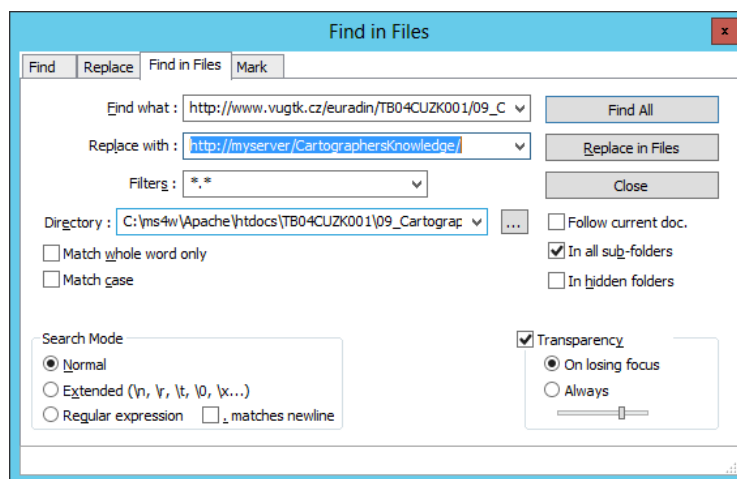 Find in Files
x
Find Replace Find in Files Mark
Find what : http://www.vugtk.cz/euradin/TB04CUZK001/09_C Find All
Replace with : http://myserver/CartographersKnowledge/ Replace in Files
Filters : *.* Close
Directory : C:\ms4w\Apache\htdocs\TB04CUZK001\09_Cartograp ... Follow current doc.
Match whole word only In all sub-folders
Match case In hidden folders
Search Mode Transparency
Normal On losing focus
Extended (\n, \r, \t, \0, \x...) Always
Regular expression . matches newline